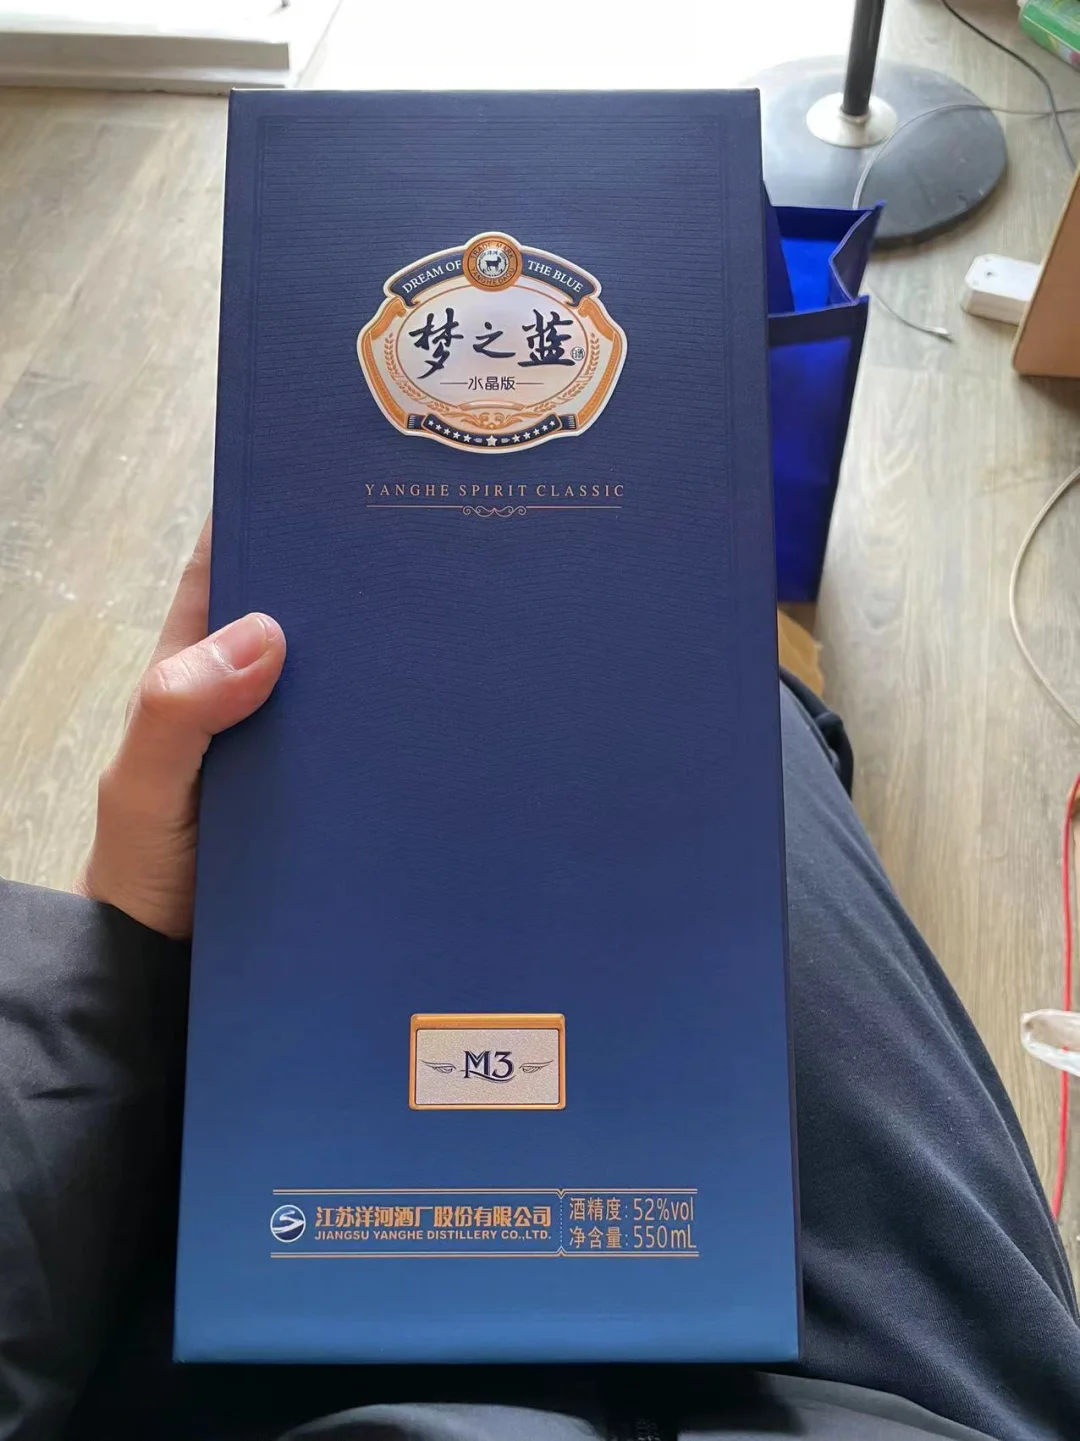 DREAM OF THE BLUE
梦之蓝
水晶版
YANGHE SPIRIT CLASSIC
M3
江苏洋河酒厂股份有限公司
JIANGSU YANGHE DISTILLERY CO.,LTD.
酒精度:52%vol
净含量:550mL